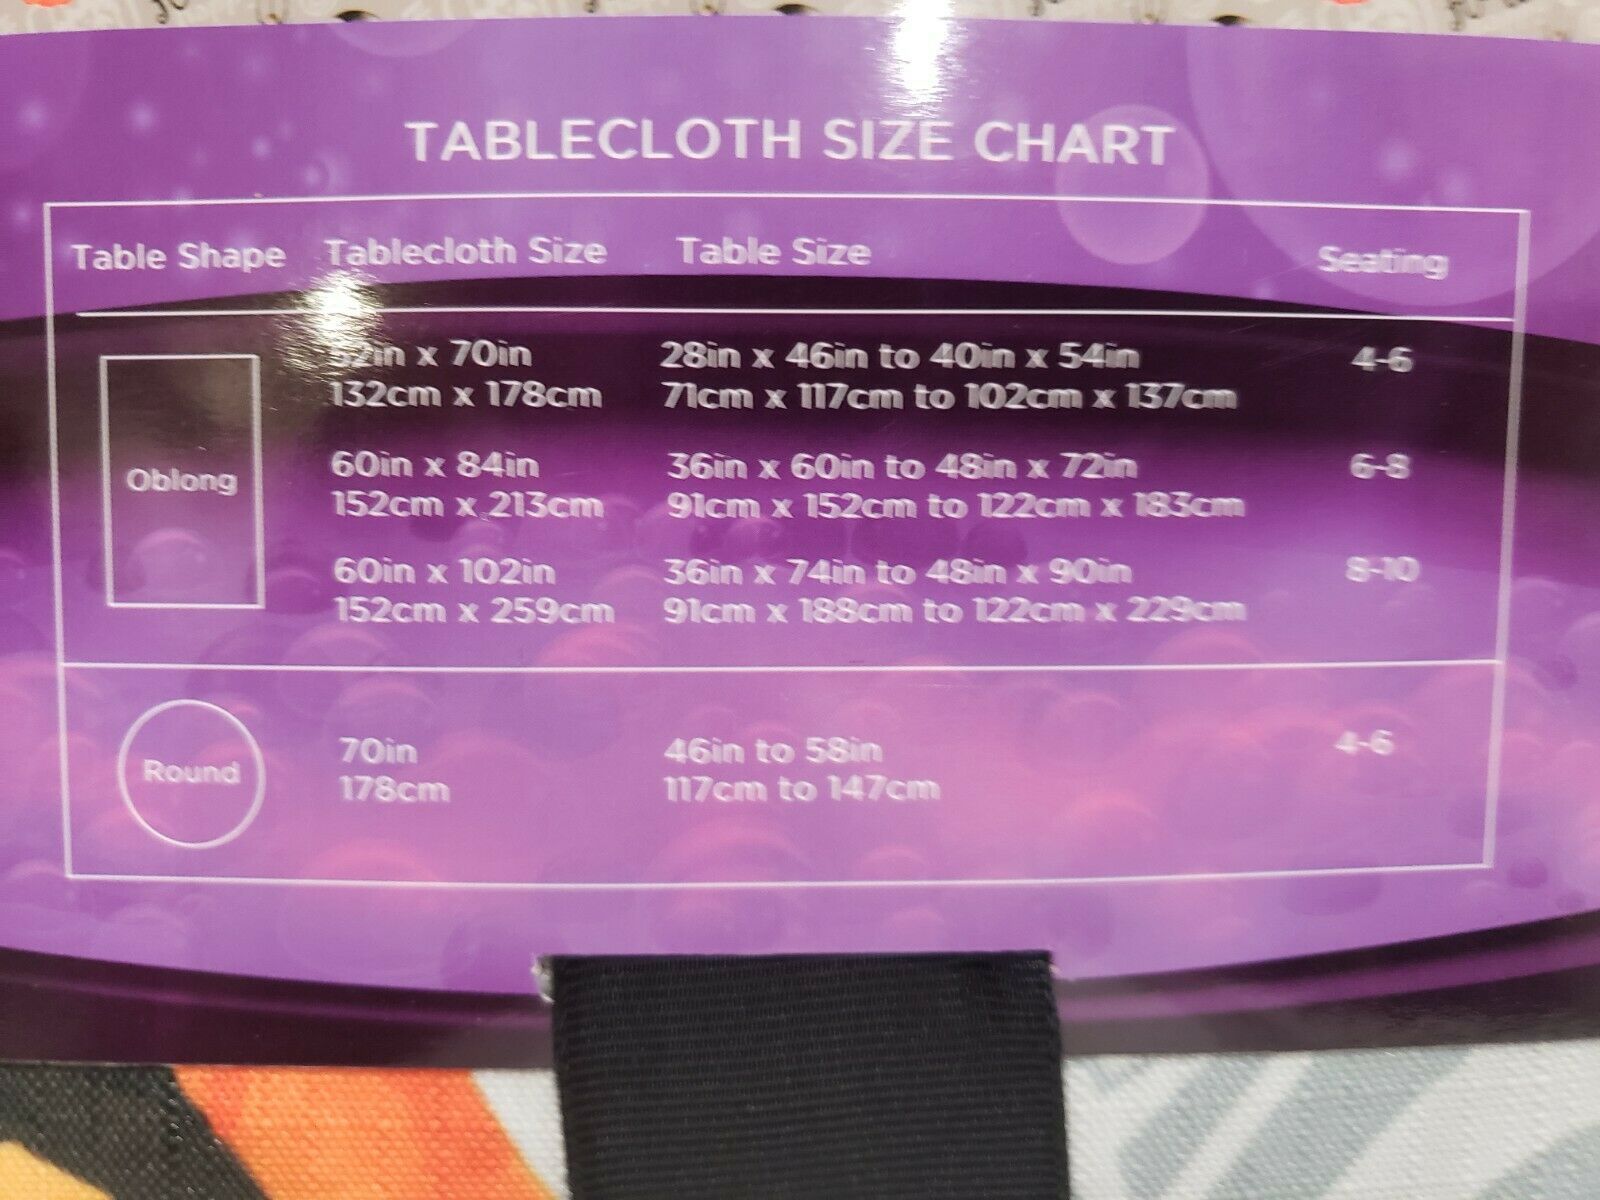 TABLECLOTH SIZE CHART
Table Shape Tablecloth Size Table Size Seating
52in x 70in 28in x 46in to 40in x 54in 4-6
132cm x 178cm 71cm x 117cm to 102cm x 137cm
Oblong
60in x 84in 36in x 60in to 48in x 72in 6-8
152cm x 213cm 91cm x 152cm to 122cm x 183cm
60in x 102in 36in x 74in to 48in x 90in 8-10
152cm x 259cm 91cm x 188cm to 122cm x 229cm
Round
70in 46in to 58in 4-6
178cm 117cm to 147cm